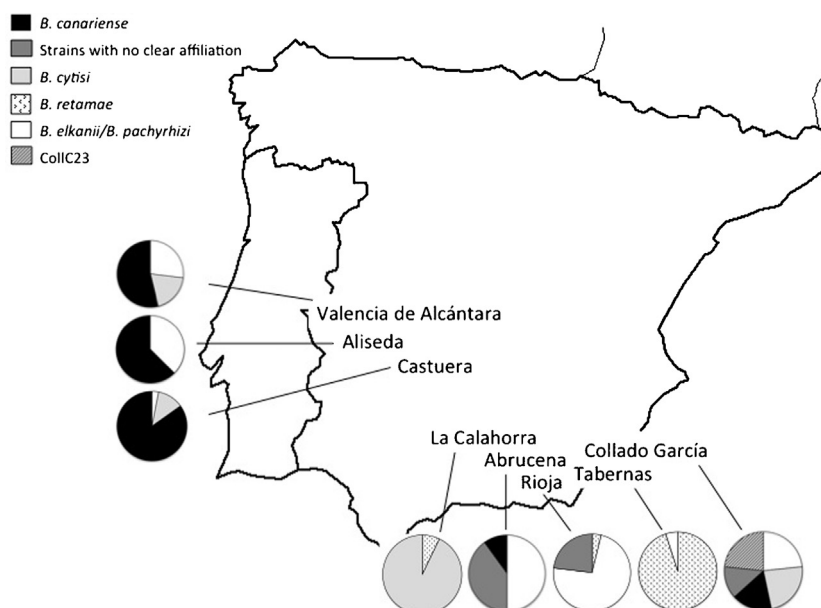 B. canariense
Strains with no clear affiliation
B. cytisi
B. retamae
B. elkanii/B. pachyrhizi
CollC23
Valencia de Alcántara
Aliseda
Castuera
La Calahorra
Abrucena
Rioja
Collado García
Tabernas